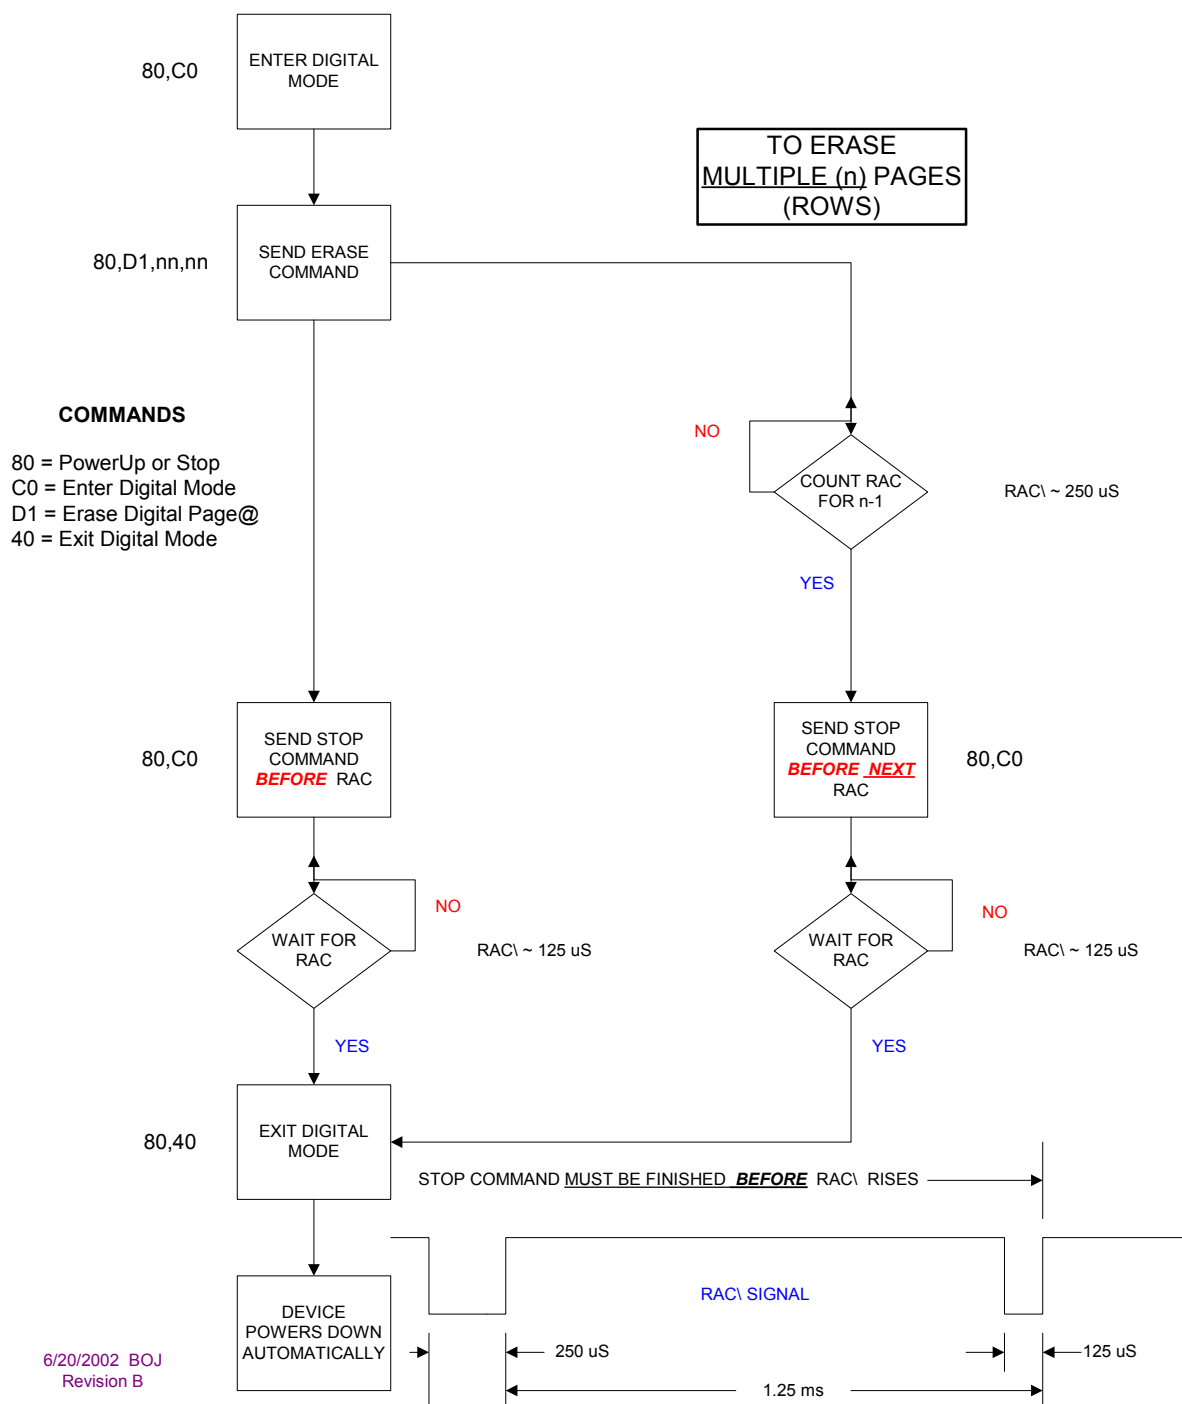 80,C0
ENTER DIGITAL
MODE
TO ERASE
MULTIPLE (n) PAGES
(ROWS)
80,D1,nn,nn
SEND ERASE
COMMAND
COMMANDS
80 = PowerUp or Stop
C0 = Enter Digital Mode
D1 = Erase Digital Page@
40 = Exit Digital Mode
NO
COUNT RAC
FOR n-1
RAC\ ~ 250 uS
YES
80,C0
SEND STOP
COMMAND
BEFORE RAC
SEND STOP
COMMAND
BEFORE NEXT
RAC
80,C0
NO
WAIT FOR
RAC
RAC\ ~ 125 uS
YES
NO
WAIT FOR
RAC
RAC\ ~ 125 uS
YES
80,40
EXIT DIGITAL
MODE
STOP COMMAND MUST BE FINISHED BEFORE RAC\ RISES
RAC\ SIGNAL
DEVICE
POWERS DOWN
AUTOMATICALLY
250 uS
125 uS
1.25 ms
6/20/2002 BOJ
Revision B